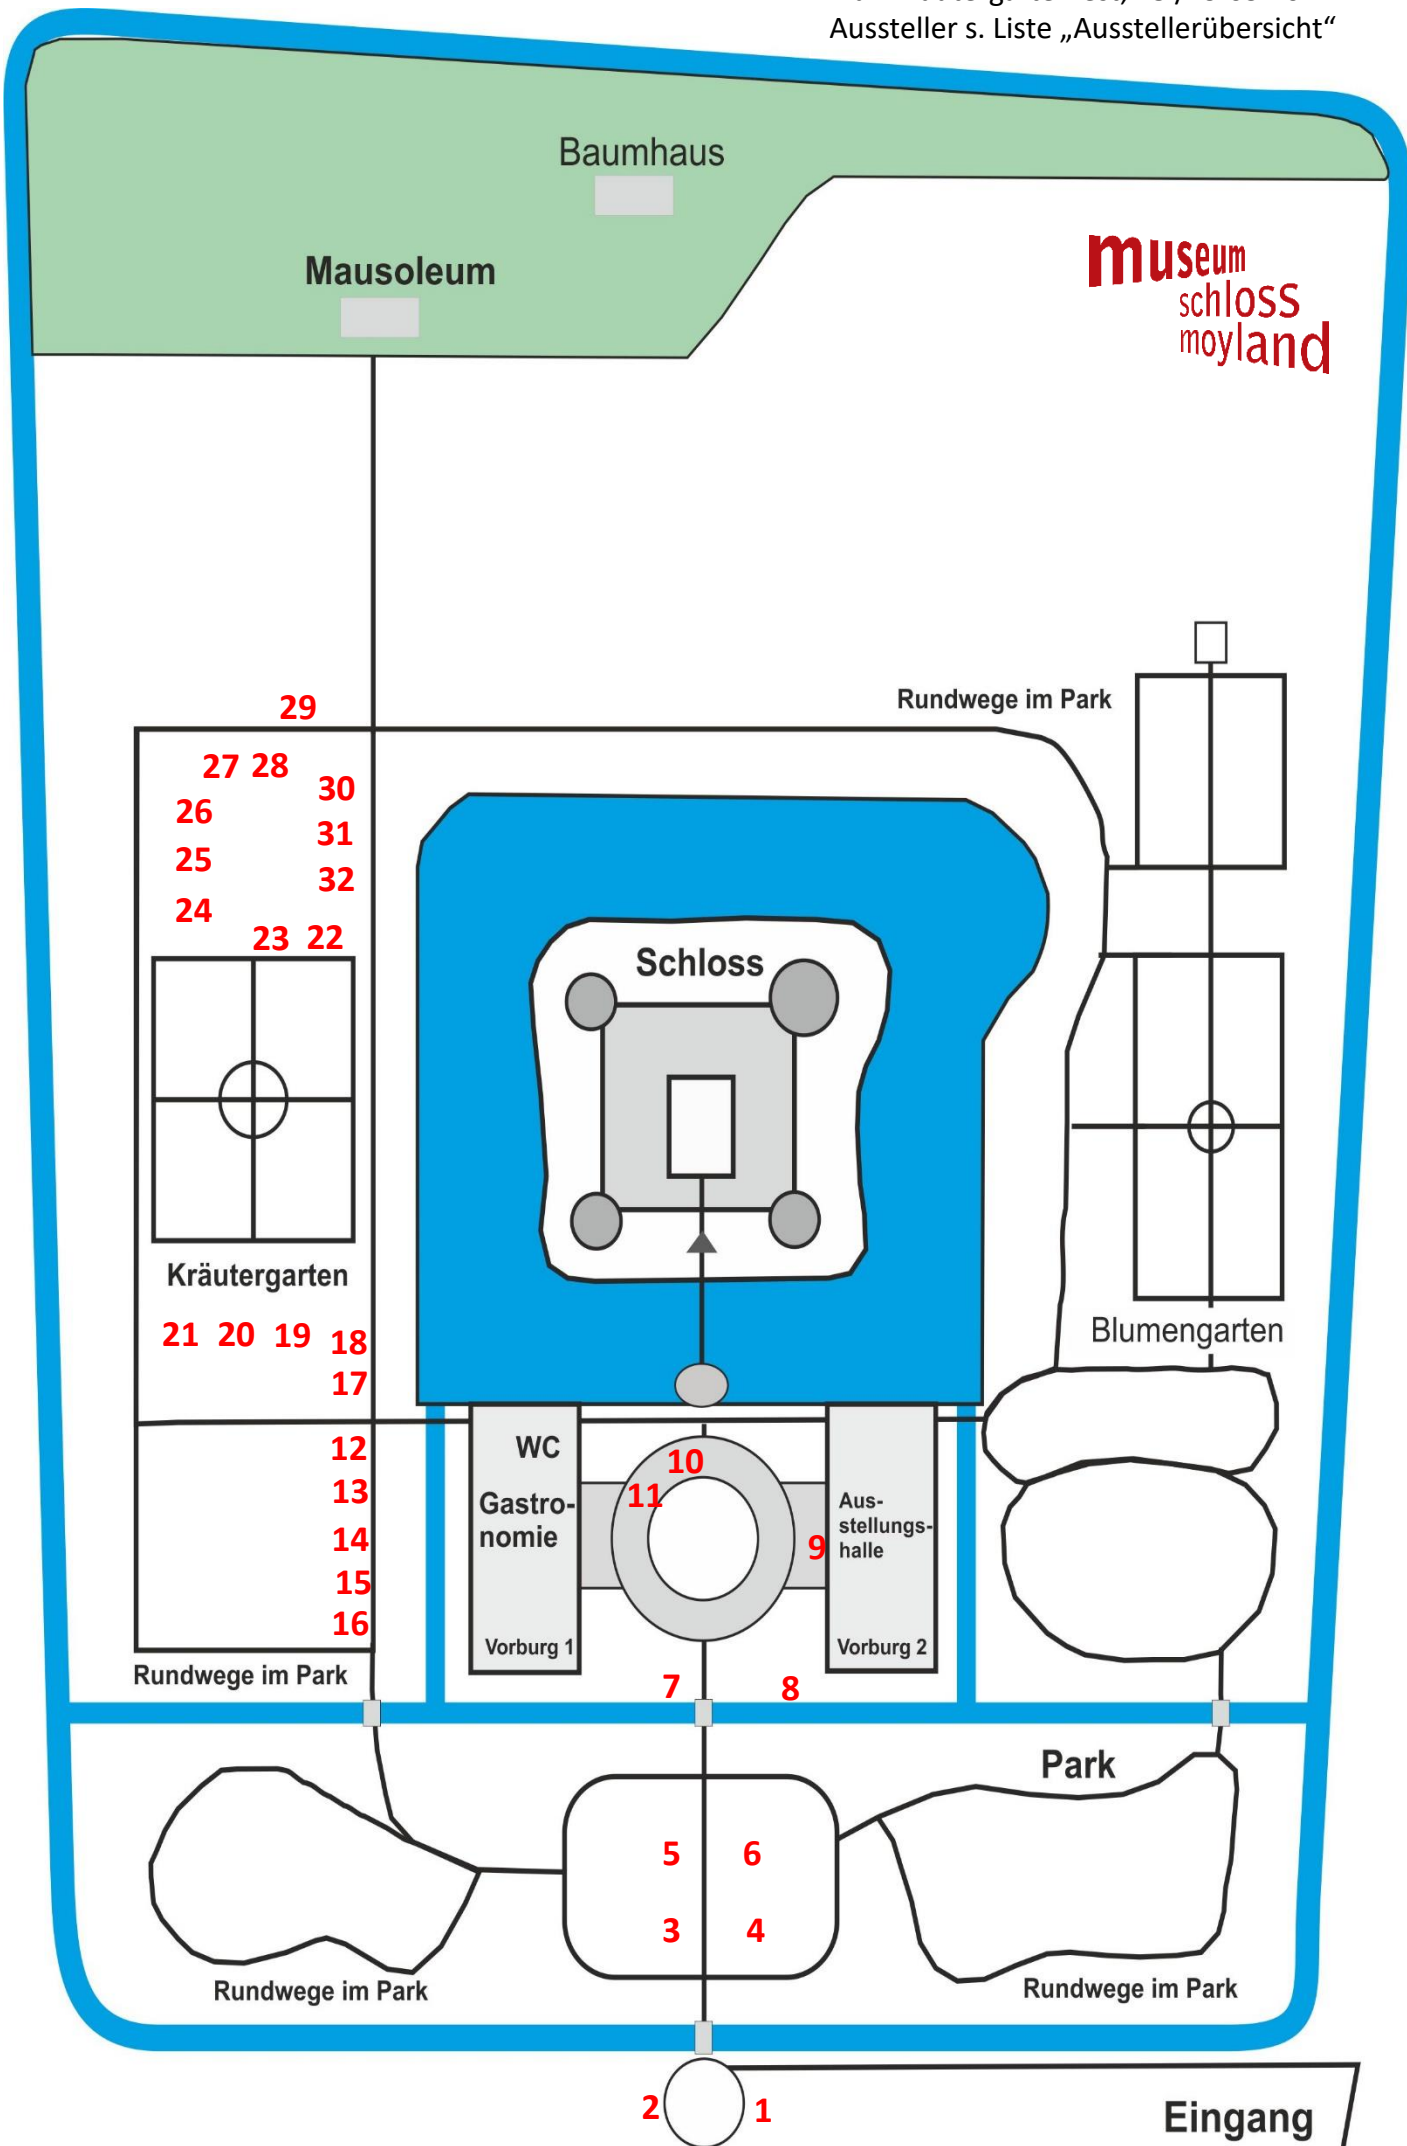 Aussteller s. Liste „Ausstellerübersicht“
Baumhaus
Mausoleum
museum
schloss
moyland
Rundwege im Park
29
27 28
30
26
31
25
32
24
23 22
Schloss
Kräutergarten
21 20 19 18
17
Blumengarten
12
13
14
15
16
WC
Gastro-
nomie
Vorburg 1
10
11
9
Aus-
stellungs-
halle
Vorburg 2
Rundwege im Park
7
8
Park
5 6
3 4
Rundwege im Park
Rundwege im Park
2 1
Eingang